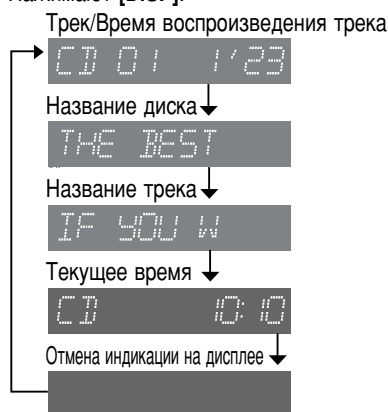 Нажимают [DISP].
Трек/Время воспроизведения трека
CD 01 1'23
Название диска
THE BEST
Название трека
IF YOU W
Текущее время
CD 10:10
Отмена индикации на дисплее